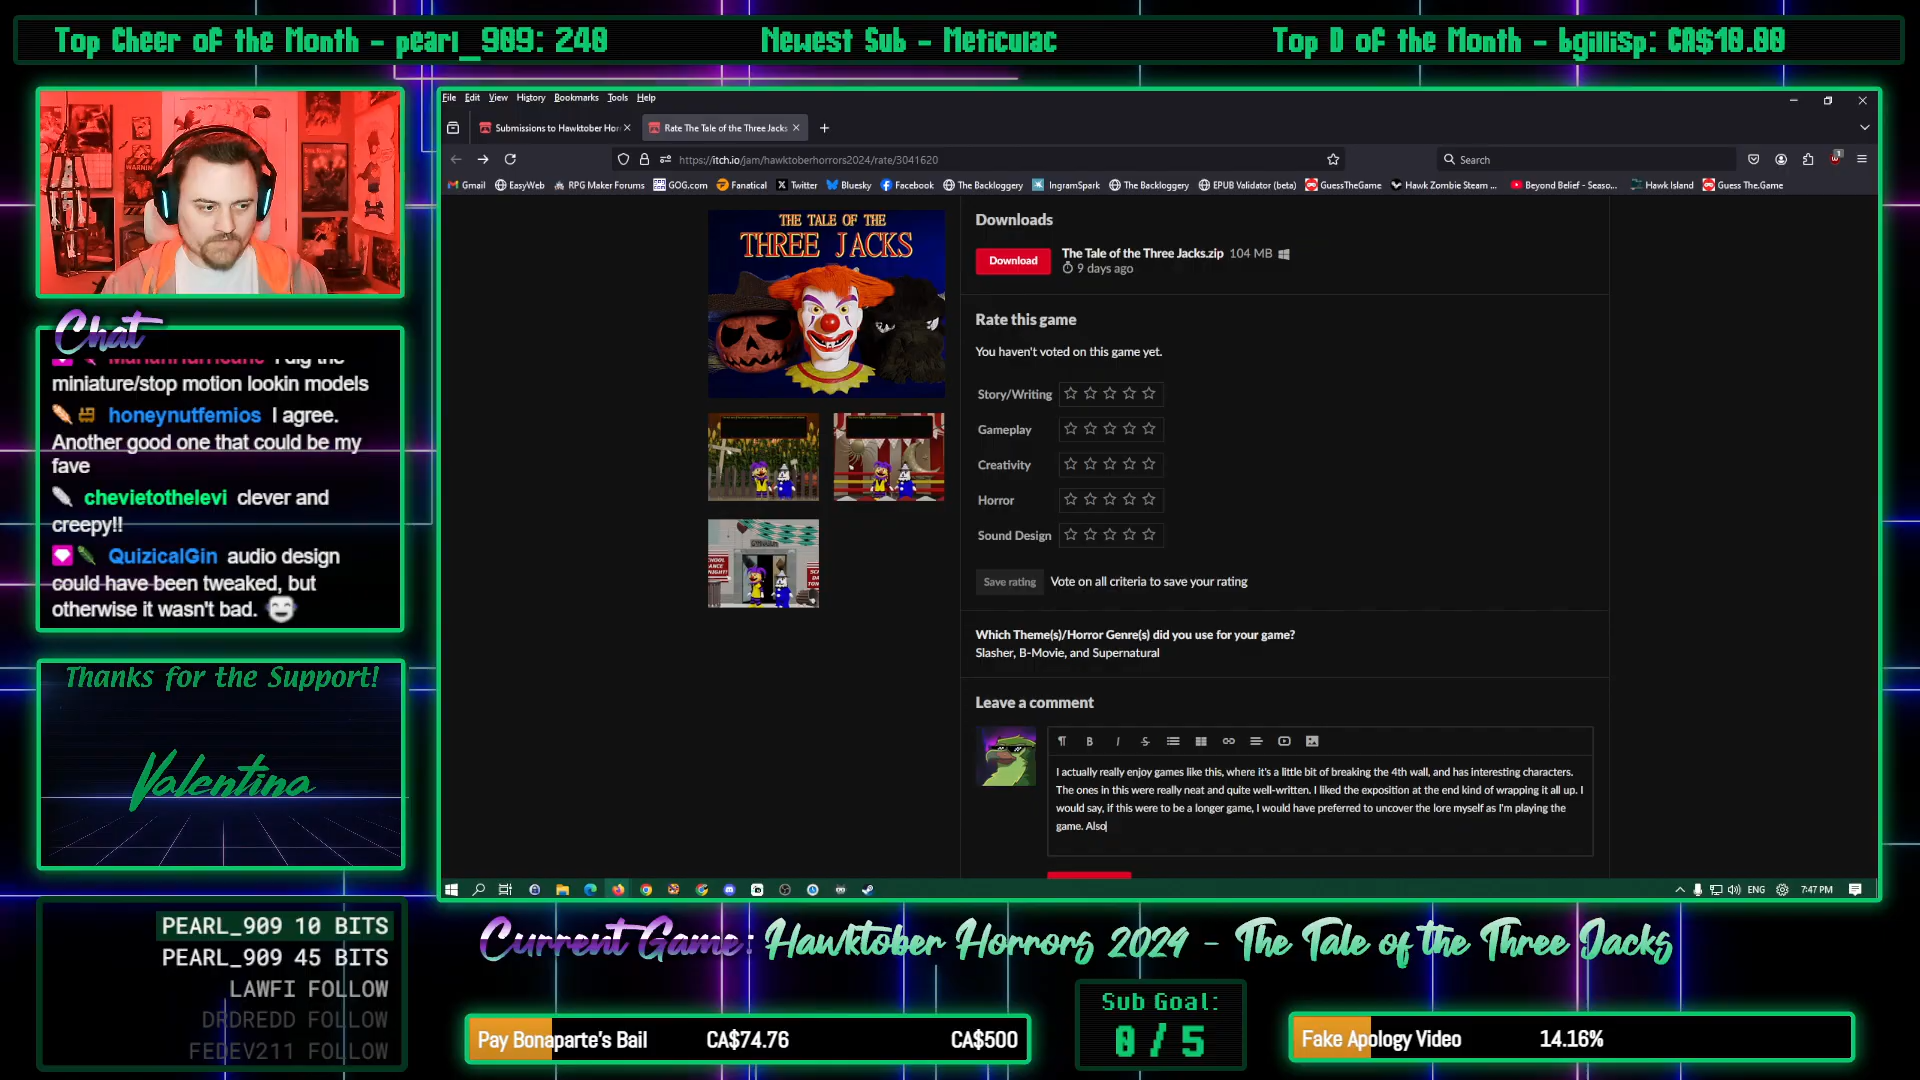 Top Cheer of the Month - pearl_909: 240
Newest Sub - Meticulac
Top D of the Month - bgillisp: CA$10.00
File Edit View History Bookmarks Tools Help
Submissions to Hawktober Hor
Rate The Tale of the Three Jacks
https://itch.io/jam/hawktoberhorrors2024/rate/3041620
Search
Gmail EasyWeb RPG Maker Forums GOG.com Fanatical Twitter Bluesky Facebook The Backloggery IngramSpark The Backloggery EPUB Validator (beta) GuessTheGame Hawk Zombie Steam ... Beyond Belief - Seaso... Hawk Island Guess The.Game
THE TALE OF THE
THREE JACKS
Downloads
Download
The Tale of the Three Jacks.zip 104 MB
9 days ago
Rate this game
You haven't voted on this game yet.
Story/Writing
Gameplay
Creativity
Horror
Sound Design
Save rating Vote on all criteria to save your rating
Which Theme(s)/Horror Genre(s) did you use for your game?
Slasher, B-Movie, and Supernatural
Leave a comment
I actually really enjoy games like this, where it's a little bit of breaking the 4th wall, and has interesting characters.
The ones in this were really neat and quite well-written. I liked the exposition at the end kind of wrapping it all up. I
would say, if this were to be a longer game, I would have preferred to uncover the lore myself as I'm playing the
game. Also
ENG 7:47 PM
Chat
miniature/stop motion lookin models
honeynutfemios I agree.
Another good one that could be my
fave
chevietothelevi clever and
creepy!!
QuizicalGin audio design
could have been tweaked, but
otherwise it wasn't bad.
Thanks for the Support!
Valentina
PEARL_909 10 BITS
PEARL_909 45 BITS
LAWFI FOLLOW
DRDREDD FOLLOW
FEDEV211 FOLLOW
Current Game: Hawktober Horrors 2024 - The Tale of the Three Jacks
Pay Bonaparte's Bail CA$74.76 CA$500
Sub Goal:
0 / 5
Fake Apology Video 14.16%